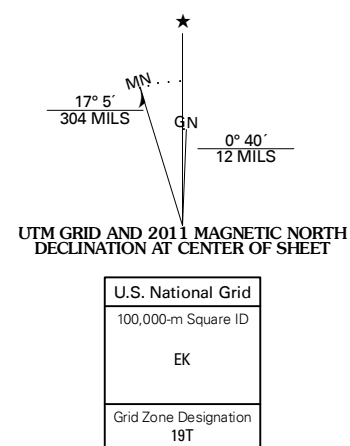 ★
MN
17° 5´
304 MILS
GN
0° 40´
12 MILS
UTM GRID AND 2011 MAGNETIC NORTH
DECLINATION AT CENTER OF SHEET
U.S. National Grid
100,000-m Square ID
EK
Grid Zone Designation
19T